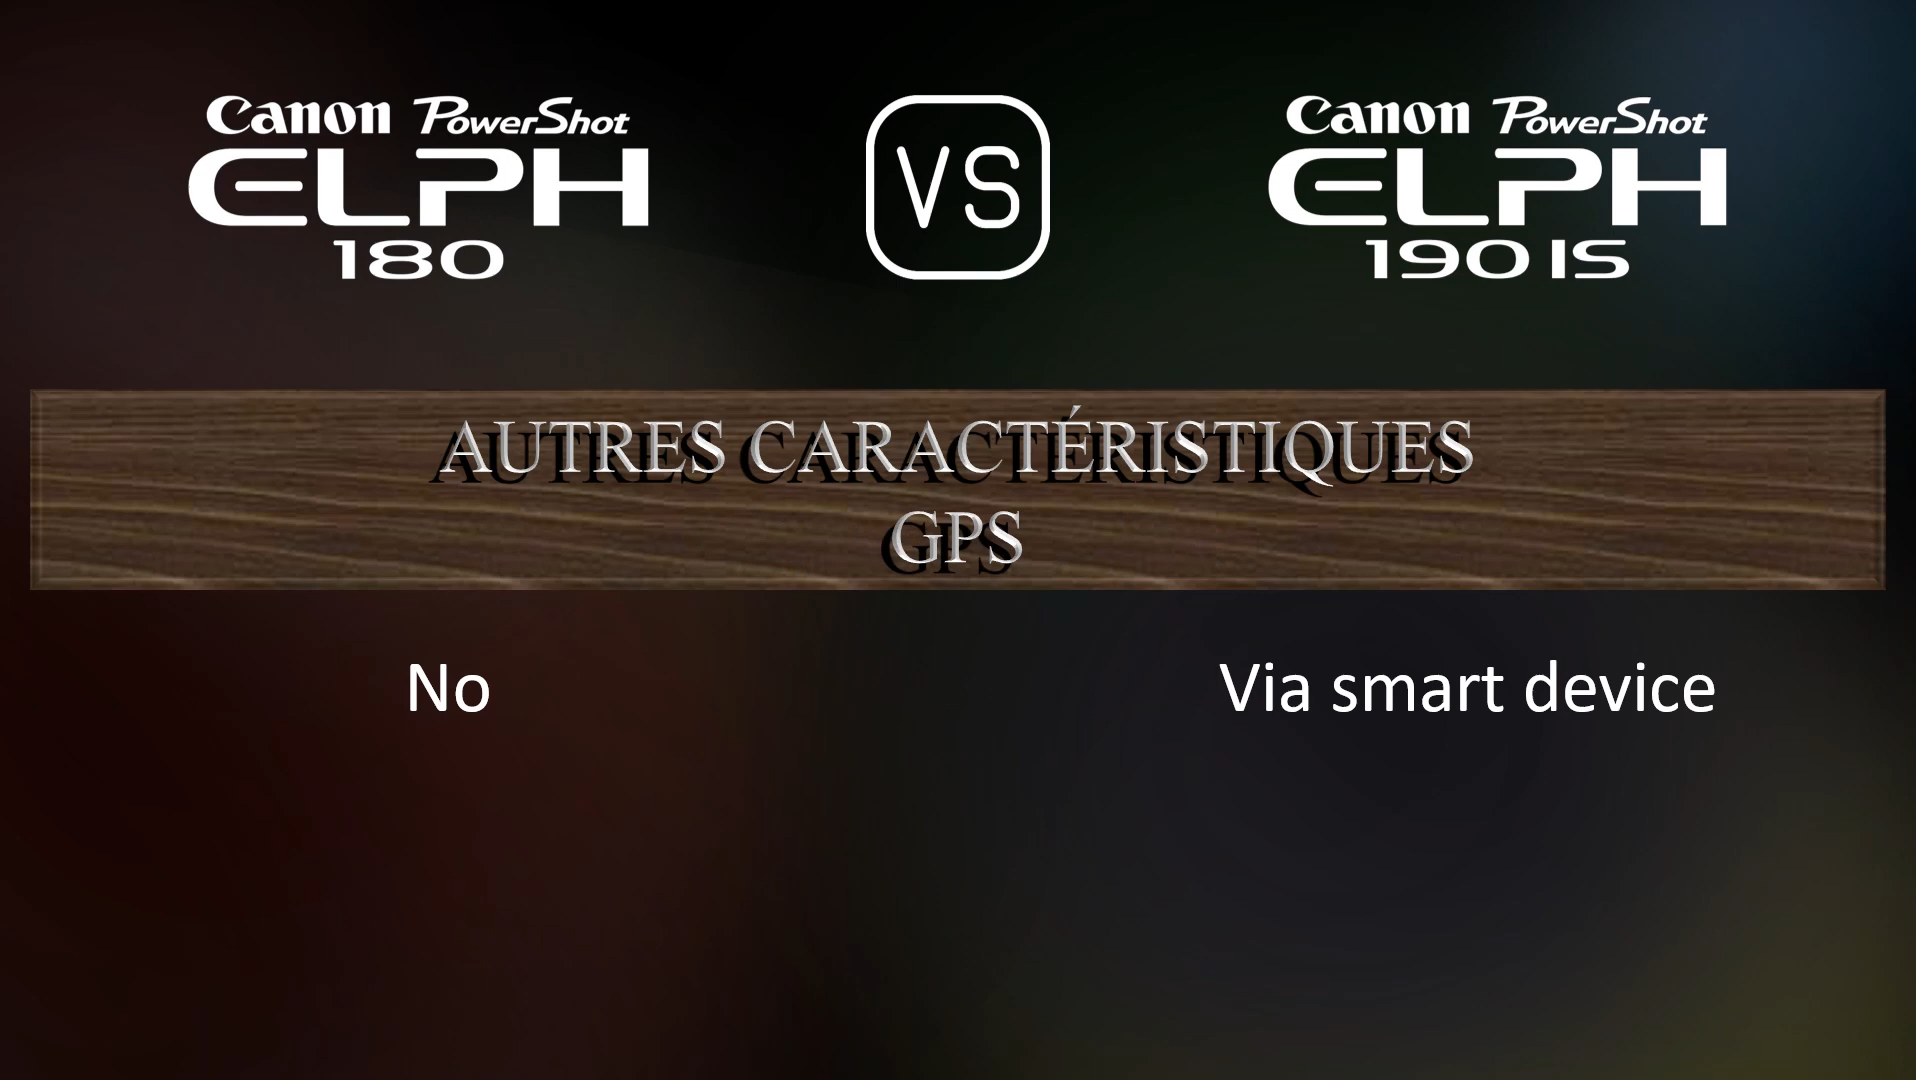 Canon PowerShot
ELPH
180
VS
Canon PowerShot
ELPH
190 IS
AUTRES CARACTÉRISTIQUES
GPS
No
Via smart device